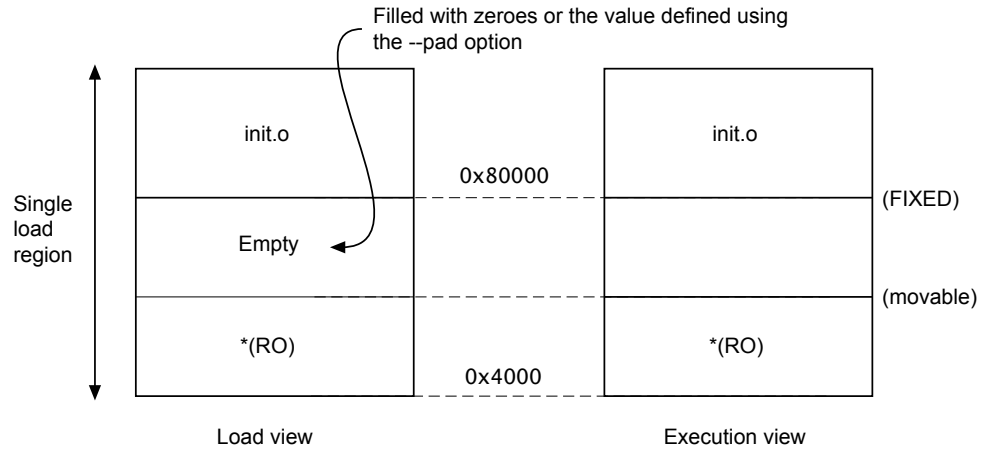 Filled with zeroes or the value defined using
the --pad option
init.o
init.o
0x80000
(FIXED)
Single
load
region
Empty
(movable)
*(RO)
*(RO)
0x4000
Load view
Execution view